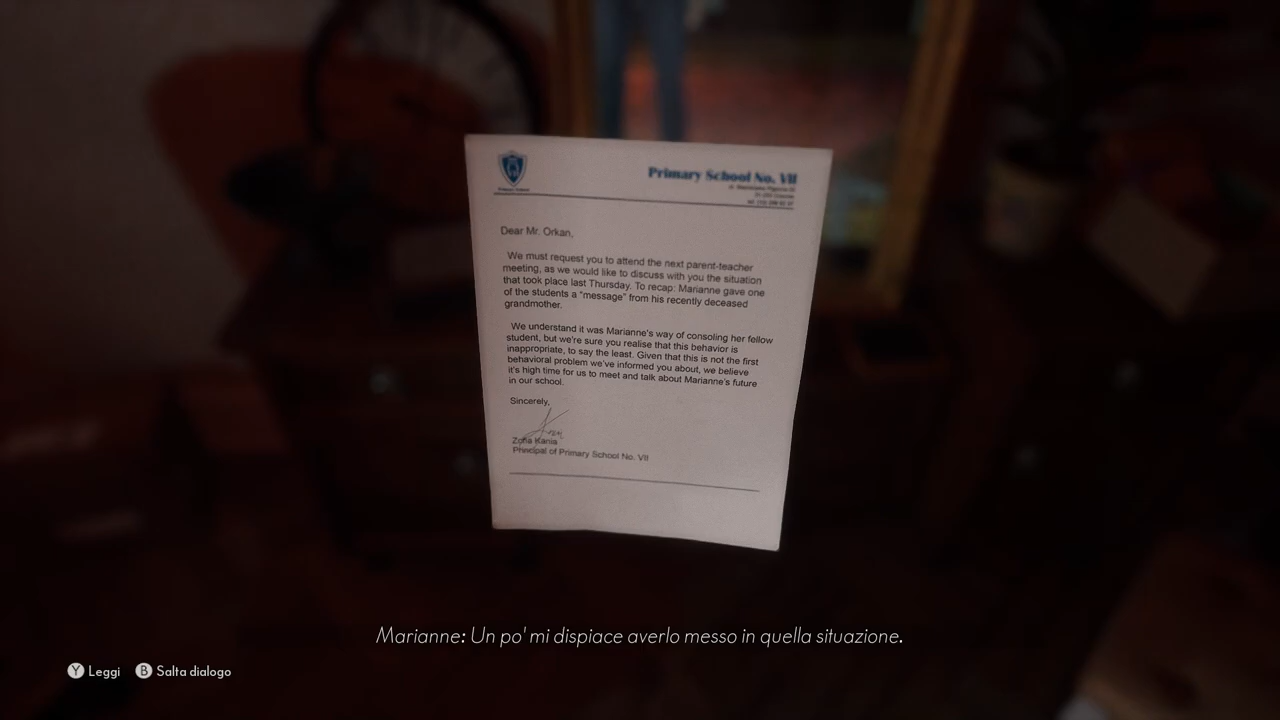 Primary School No. VII
Dear Mr. Orkan,
We must request you to attend the next parent-teacher
meeting, as we would like to discuss with you the situation
that took place last Thursday. To recap: Marianne gave one
of the students a "message" from his recently deceased
grandmother.
We understand it was Marianne's way of consoling her fellow
student, but we're sure you realise that this behavior is
inappropriate, to say the least. Given that this is not the first
behavioral problem we've informed you about, we believe
it's high time for us to meet and talk about Marianne's future
in our school.
Sincerely,
Zofia Kania
Principal of Primary School No. VII
Marianne: Un po' mi dispiace averlo messo in quella situazione.
Y Leggi B Salta dialogo